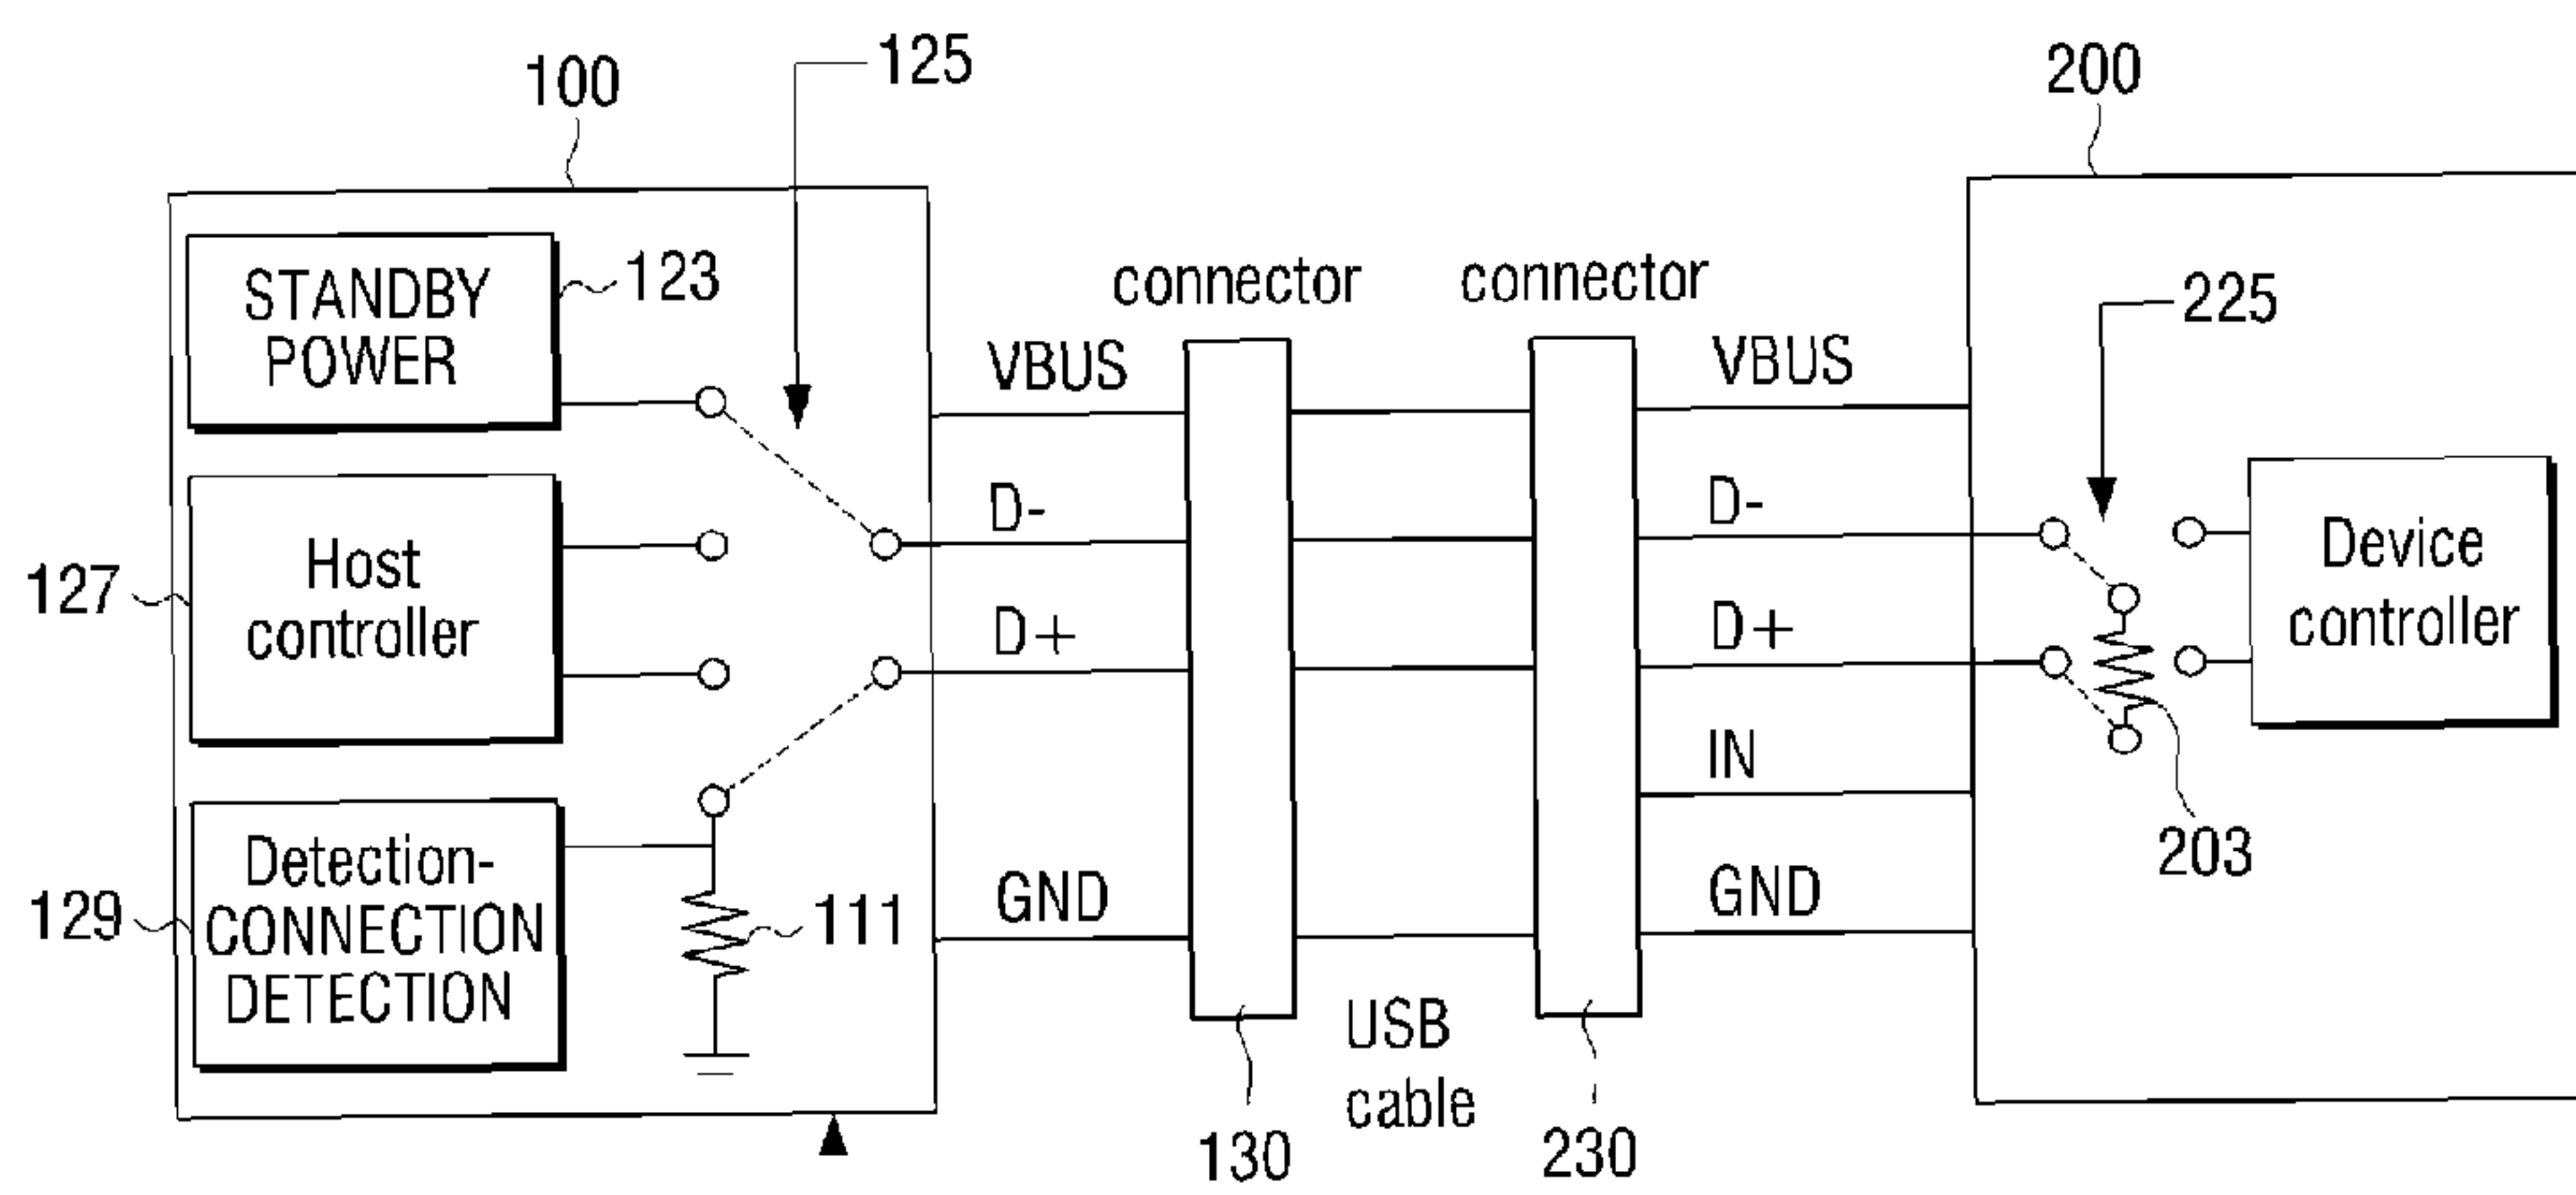 100
125
200
STANDBY
POWER
123
connector
connector
225
VBUS
VBUS
D-
D-
Host
controller
127
Device
controller
D+
D+
IN
203
Detection-
CONNECTION
DETECTION
129
111
GND
GND
USB
cable
130
230